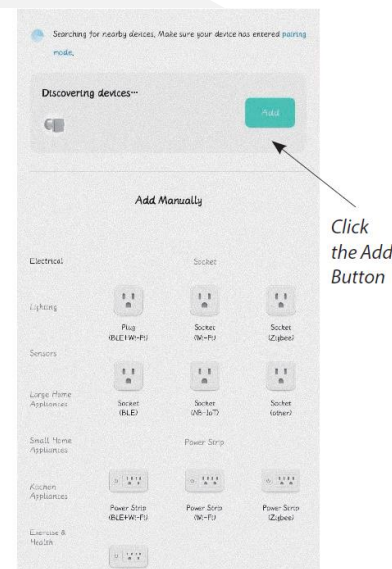 Searching for nearby devices. Make sure your device has entered pairing
mode.
Discovering devices...
Add
Add Manually
Click
the Add
Button
Electrical
Socket
Lighting
Plug
(BLE+Wi-Fi)
Socket
(Wi-Fi)
Socket
(Zigbee)
Sensors
Large Home
Appliances
Socket
(BLE)
Socket
(NB-IoT)
Socket
(other)
Small Home
Appliances
Power Strip
Kitchen
Appliances
Power Strip
(BLE+Wi-Fi)
Power Strip
(Wi-Fi)
Power Strip
(Zigbee)
Exercise &
Health